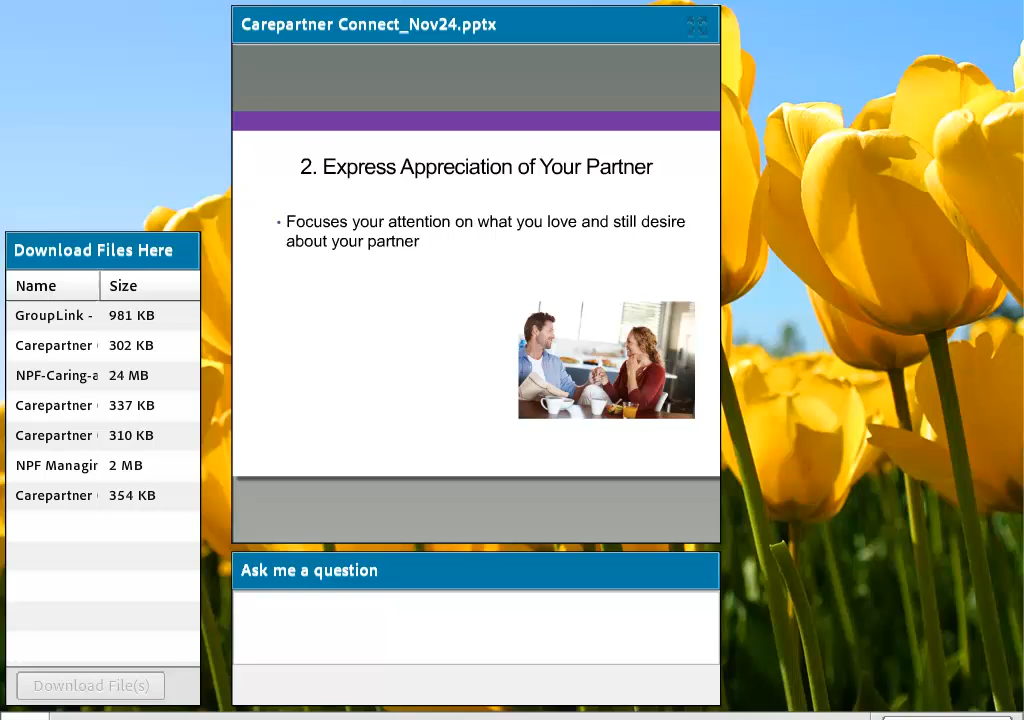 Carepartner Connect_Nov24.pptx
2. Express Appreciation of Your Partner
• Focuses your attention on what you love and still desire
about your partner
Download Files Here
Name Size
GroupLink - 981 KB
Carepartner 302 KB
NPF-Caring-a 24 MB
Carepartner 337 KB
Carepartner 310 KB
NPF Managin 2 MB
Carepartner 354 KB
Download File(s)
Ask me a question